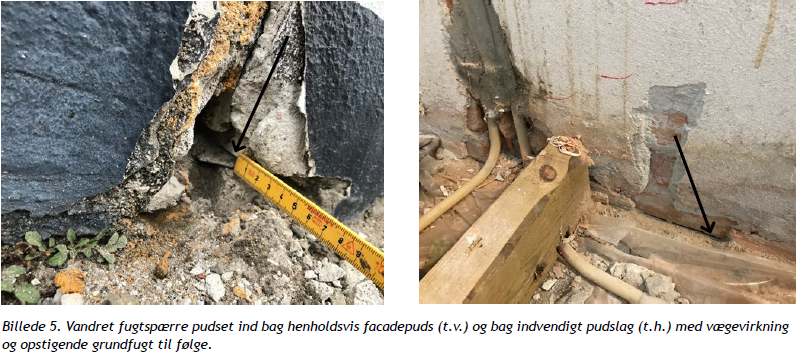 Billede 5. Vandret fugtspærre pudset ind bag henholdsvis facadepuds (t.v.) og bag indvendigt pudslag (t.h.) med vægevirkning
og opstigende grundfugt til følge.